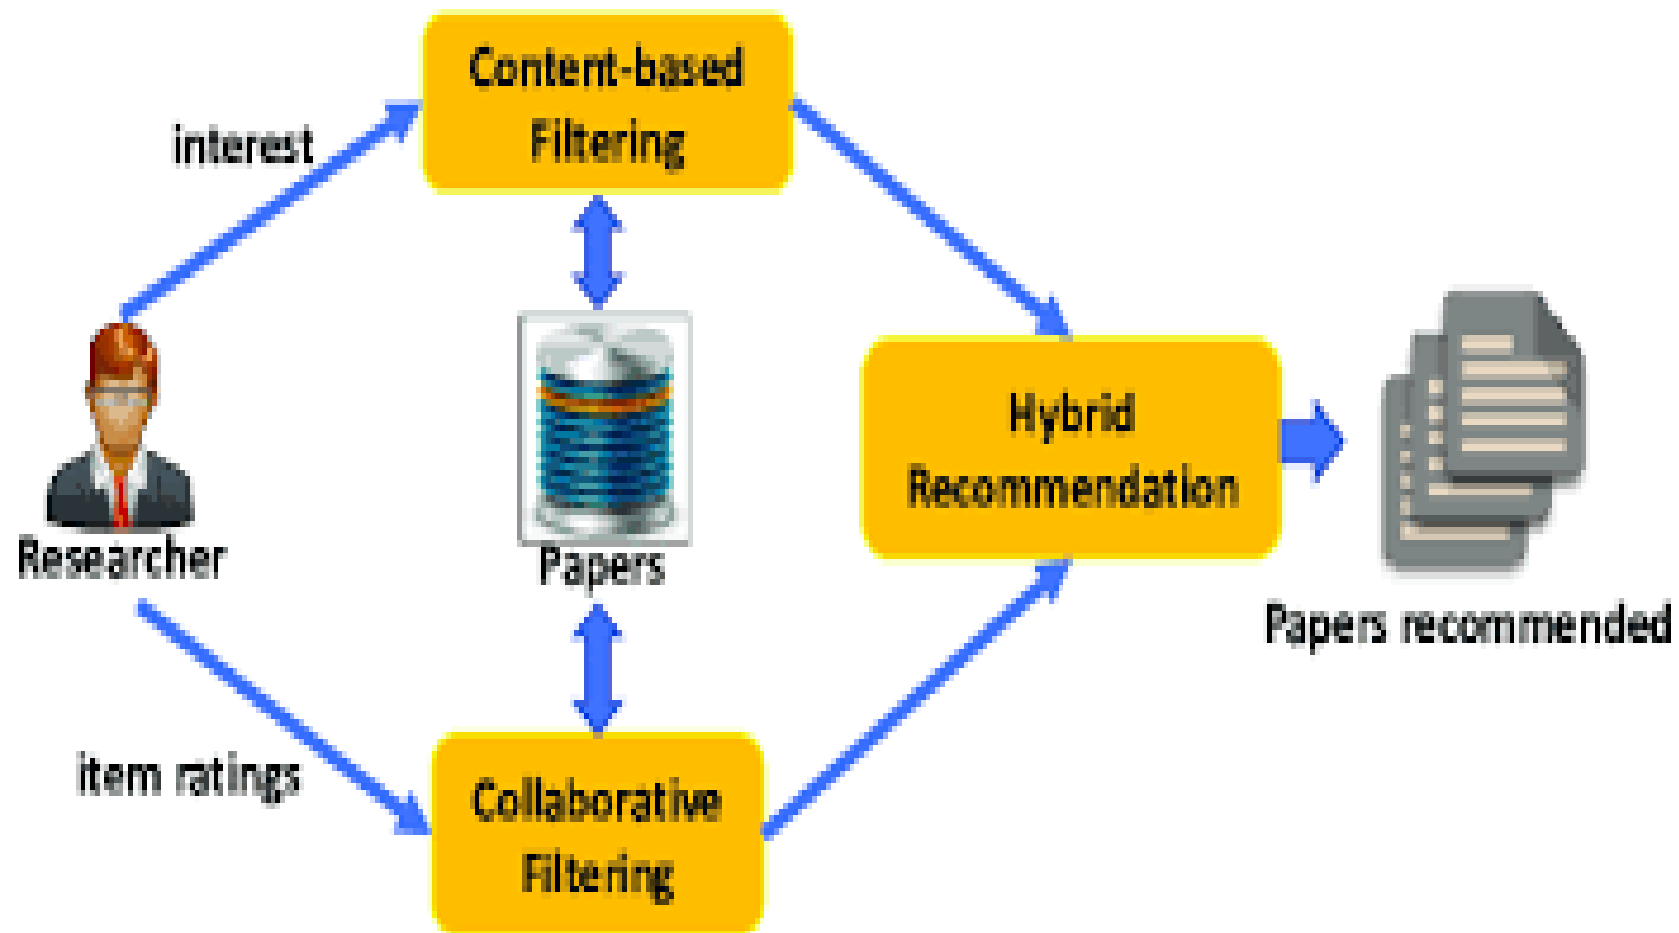 Content-based
Filtering
interest
Researcher
Papers
Hybrid
Recommendation
Papers recommended
item ratings
Collaborative
Filtering